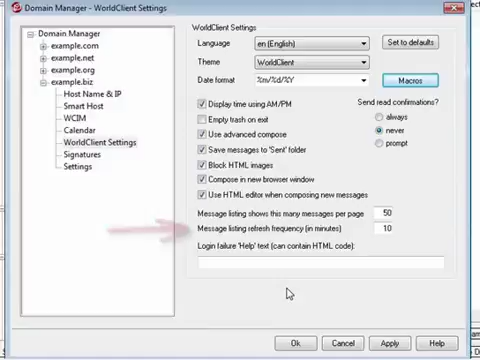 Domain Manager - WorldClient Settings
Domain Manager
example.com
example.net
example.org
example.biz
Host Name & IP
Smart Host
WCIM
Calendar
WorldClient Settings
Signatures
Settings
WorldClient Settings
Language en (English) Set to defaults
Theme WorldClient
Date format %m/%d/%Y Macros
Display time using AM/PM
Empty trash on exit
Use advanced compose
Save messages to 'Sent' folder
Block HTML images
Compose in new browser window
Use HTML editor when composing new messages
Send read confirmations?
always
never
prompt
Message listing shows this many messages per page 50
Message listing refresh frequency (in minutes) 10
Login failure 'Help' text (can contain HTML code):
Ok Cancel Apply Help